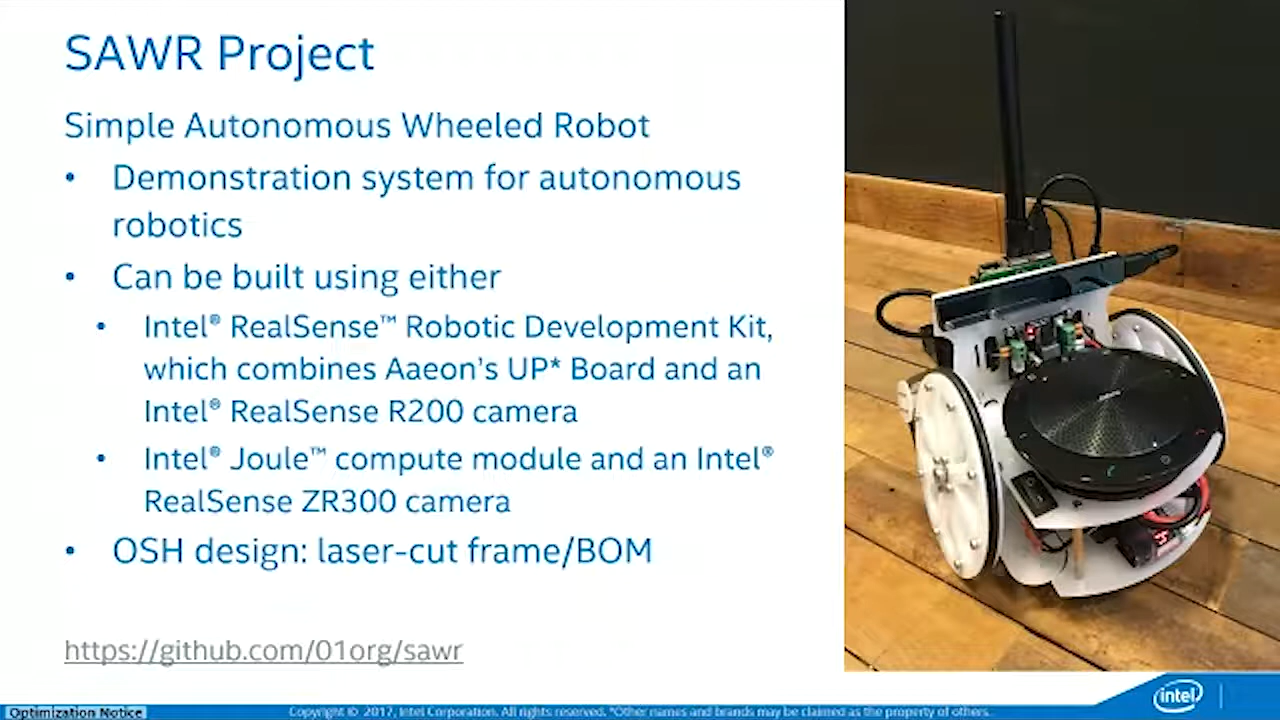 SAWR Project
Simple Autonomous Wheeled Robot
• Demonstration system for autonomous
robotics
• Can be built using either
• Intel® RealSense™ Robotic Development Kit,
which combines Aaeon's UP* Board and an
Intel® RealSense R200 camera
• Intel® Joule™ compute module and an Intel®
RealSense ZR300 camera
• OSH design: laser-cut frame/BOM
https://github.com/01org/sawr
Optimization Notice
Copyright © 2017, Intel Corporation. All rights reserved. *Other names and brands may be claimed as the property of others.
intel